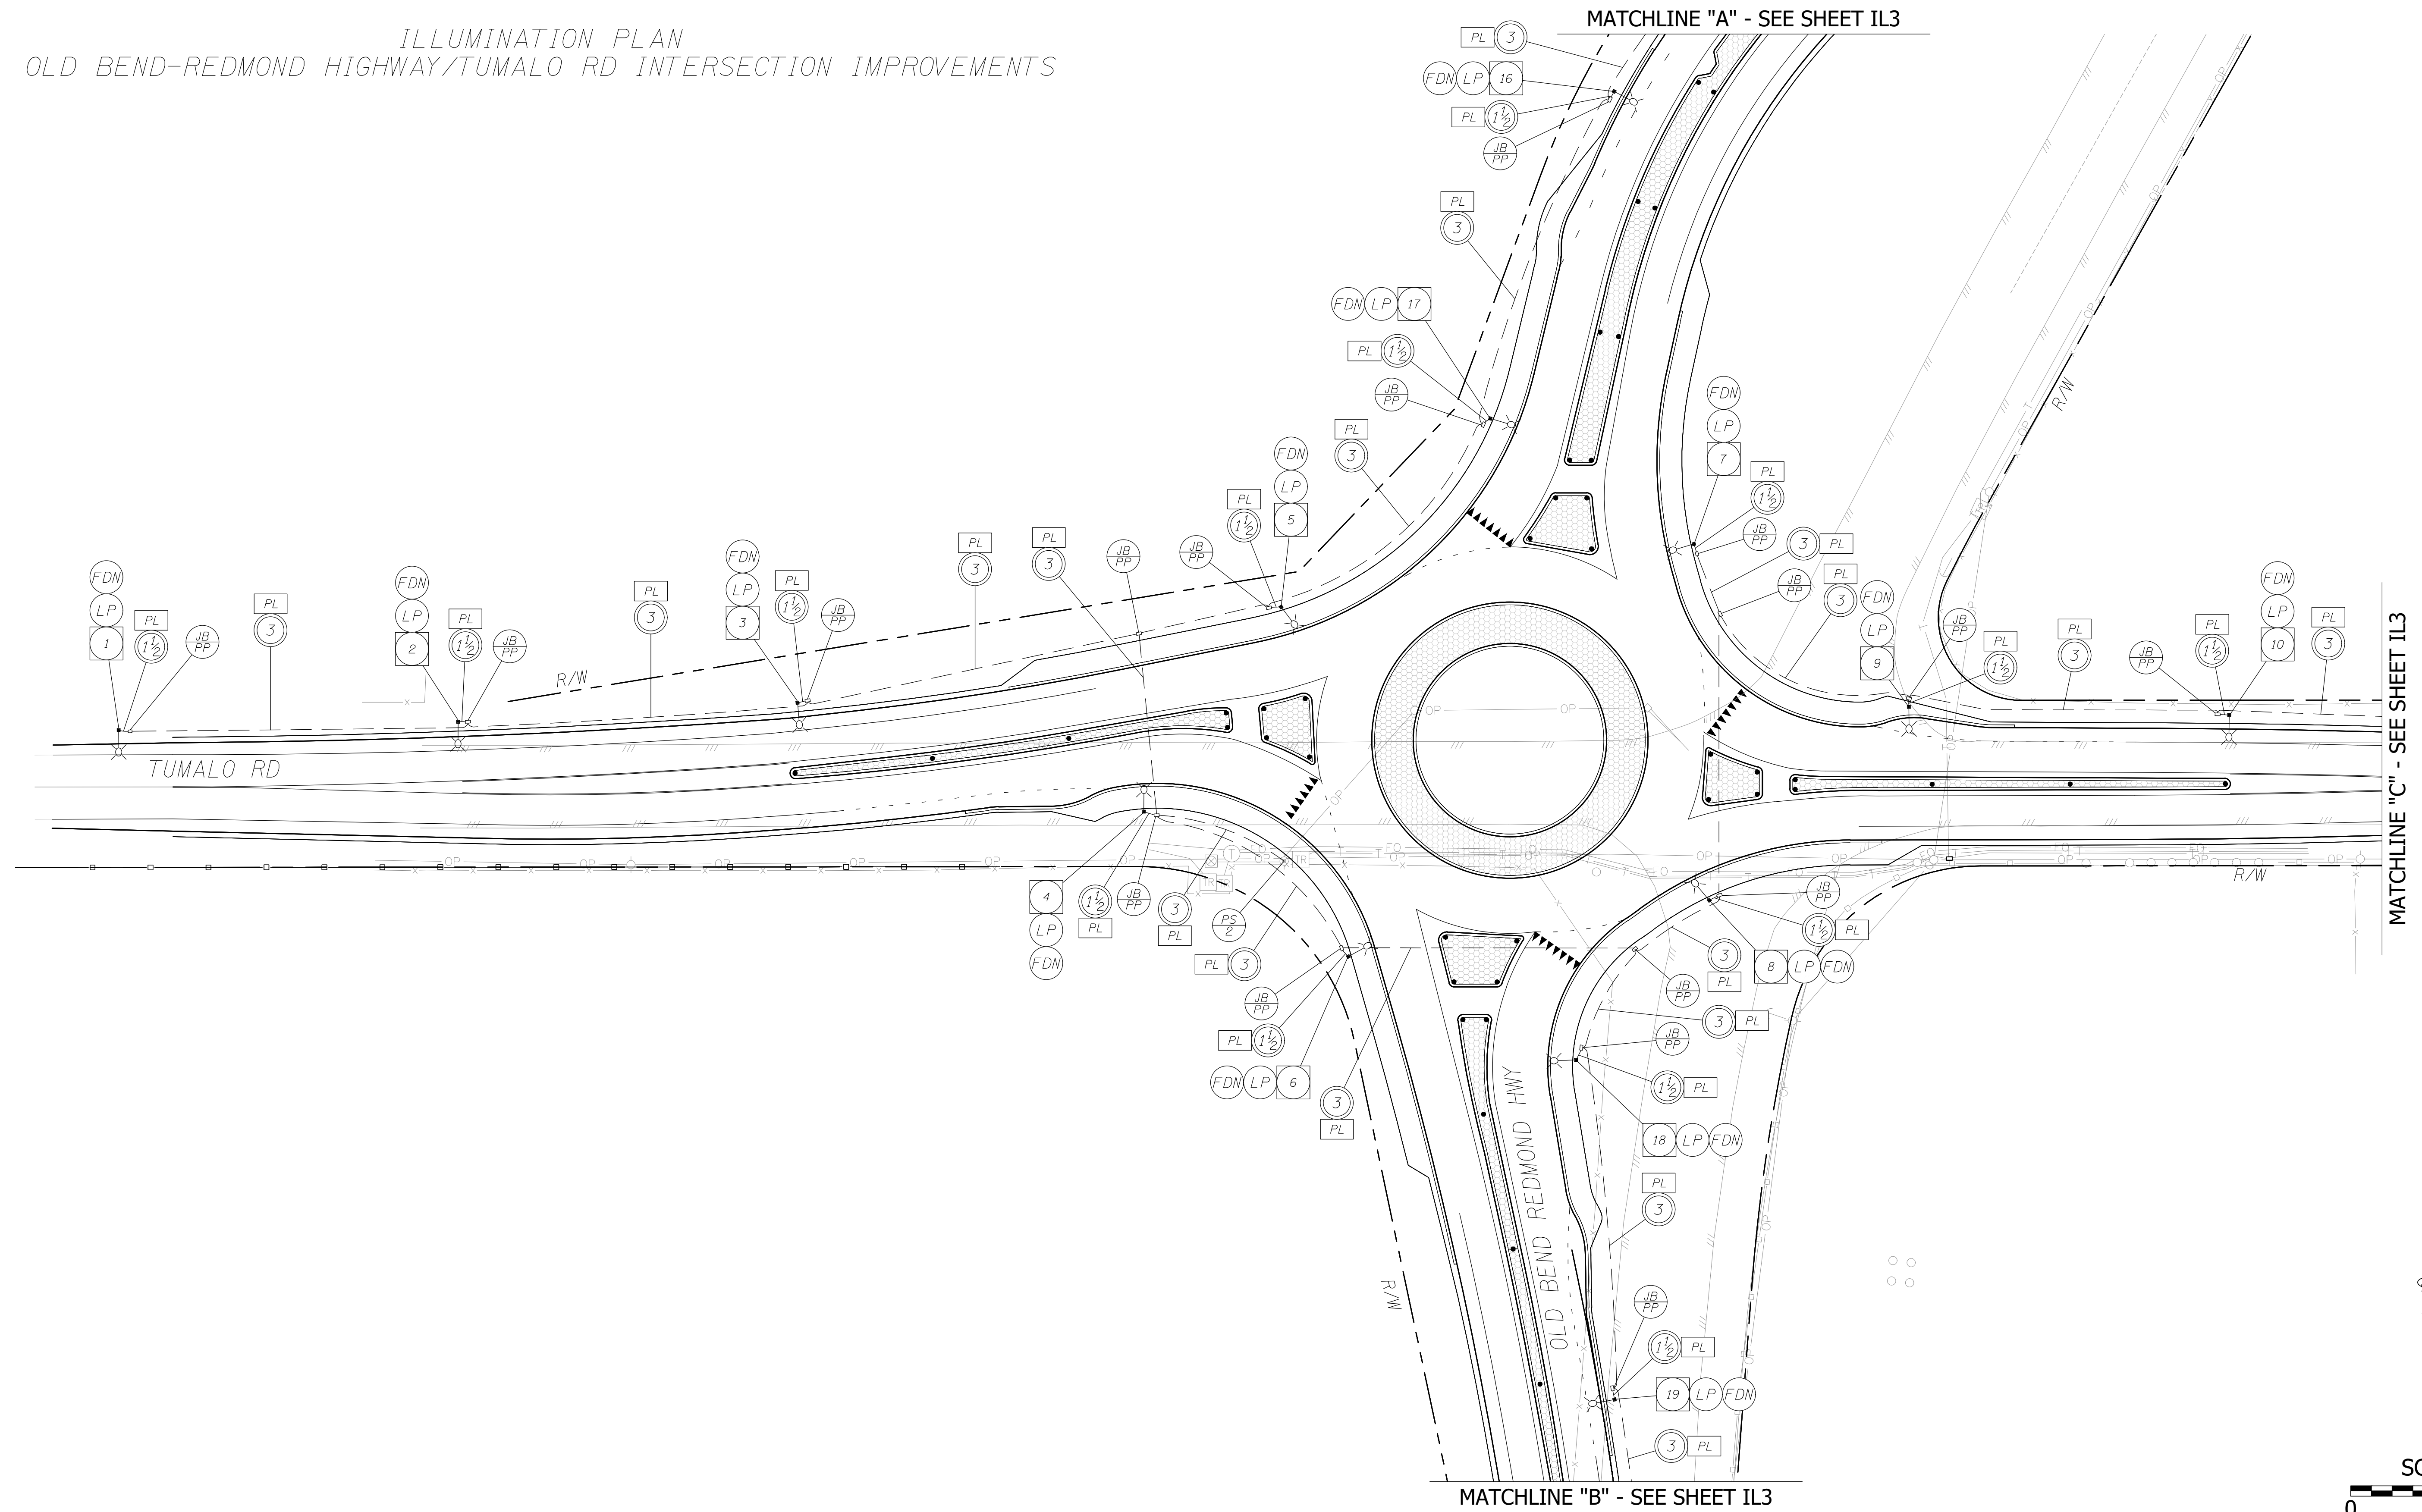 ILLUMINATION PLAN
OLD BEND-REDMOND HIGHWAY/TUMALO RD INTERSECTION IMPROVEMENTS
MATCHLINE "A" - SEE SHEET IL3
PL 3
FDN LP 16
PL 1½
JB PP
PL
3
FDN LP 17
PL 1½
JB PP
PL
3
FDN
LP
5
PL
1½
JB PP
JB PP
PL
3
PL
3
FDN
LP
3
PL
1½
JB PP
PL
3
FDN
LP
2
PL
1½
JB PP
PL
3
FDN
LP
1
PL
1½
JB PP
R/W
TUMALO RD
FDN
LP
7
PL
1½
JB PP
3 PL
JB PP
PL
3
FDN
LP
9
JB PP
PL
1½
PL
3
JB PP
PL
1½
FDN
LP
10
PL
3
R/W
MATCHLINE "C" - SEE SHEET IL3
R/W
OP OP OP OP OP OP OP
4
LP
FDN
1½
PL
JB PP
3
PL
PS 2
PL 3
JB PP
PL 1½
FDN LP 6
3
PL
JB PP
1½ PL
8 LP FDN
3
PL
JB PP
3 PL
JB PP
1½ PL
18 LP FDN
PL
3
JB PP
1½ PL
19 LP FDN
3 PL
R/W
OLD BEND REDMOND HWY
MATCHLINE "B" - SEE SHEET IL3
0